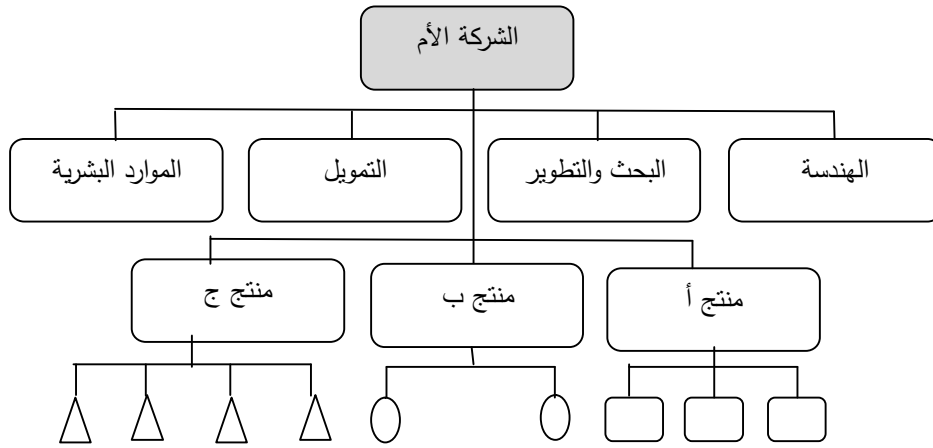 الشركة الأم
الهندسة
البحث والتطوير
التمويل
الموارد البشرية
منتج أ
منتج ب
منتج ج